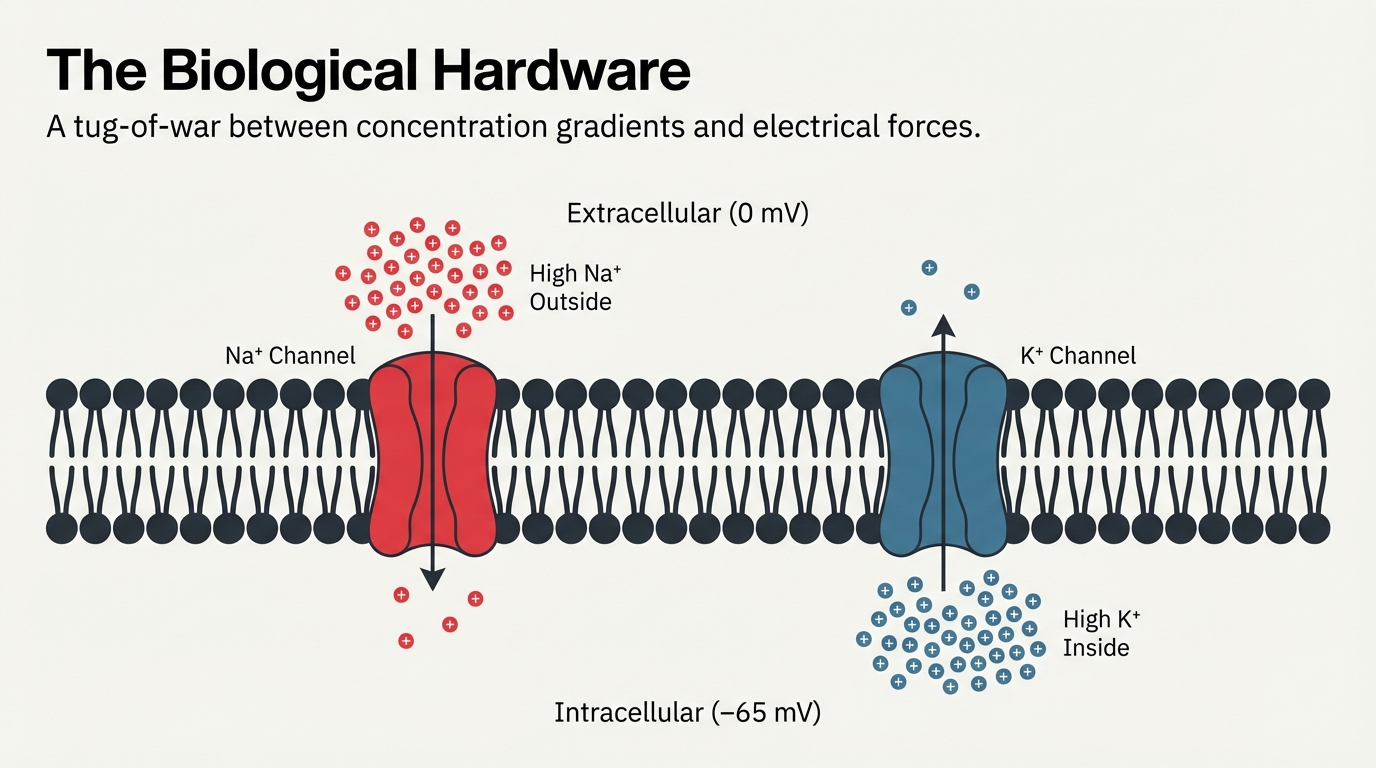 The Biological Hardware
A tug-of-war between concentration gradients and electrical forces.
Extracellular (0 mV)
High Na⁺
Outside
Na⁺ Channel
K⁺ Channel
High K⁺
Inside
Intracellular (−65 mV)